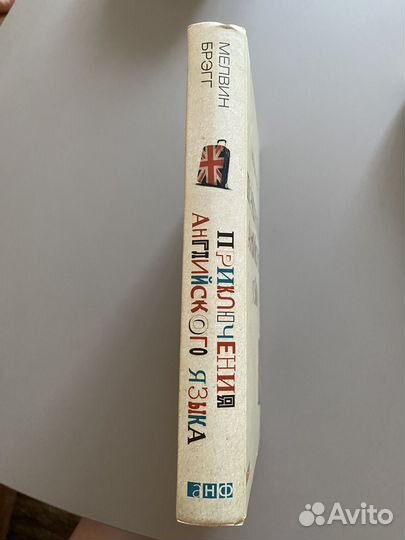 МЕЛВИН
БРЭГГ
ПРИКЛЮЧЕНИЯ
АНГЛИЙСКОГО ЯЗЫКА
АНФ
Avito